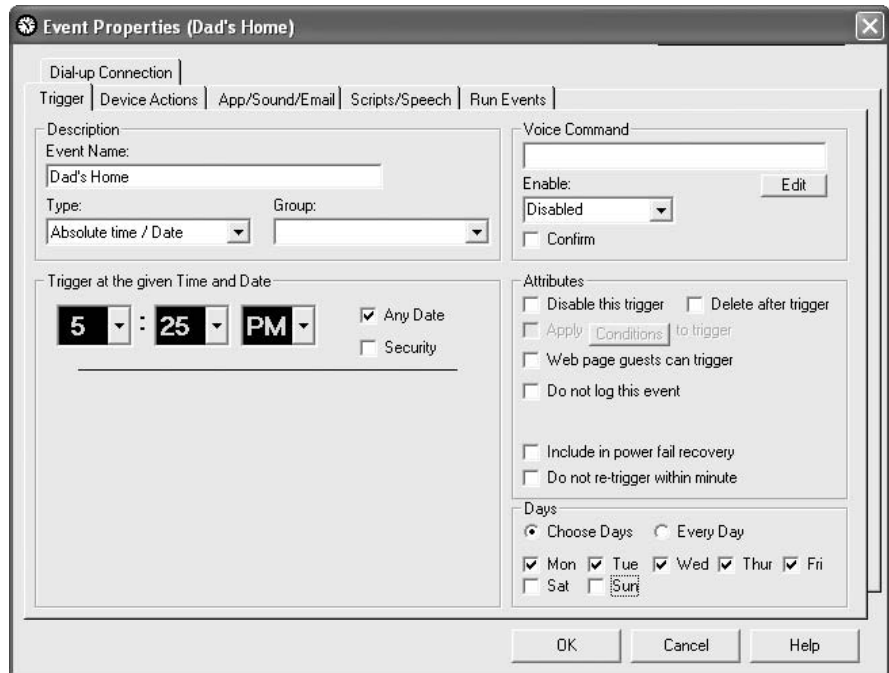 Event Properties (Dad's Home)
Dial-up Connection
Trigger Device Actions App/Sound/Email Scripts/Speech Run Events
Description
Event Name:
Dad's Home
Type: Group:
Absolute time / Date
Voice Command
Enable: Edit
Disabled
Confirm
Trigger at the given Time and Date
5 : 25 PM
Any Date
Security
Attributes
Disable this trigger Delete after trigger
Apply Conditions to trigger
Web page guests can trigger
Do not log this event
Include in power fail recovery
Do not re-trigger within minute
Days
Choose Days Every Day
Mon Tue Wed Thur Fri
Sat Sun
OK Cancel Help